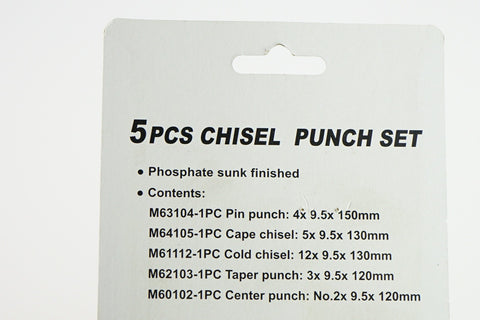 5PCS CHISEL PUNCH SET
● Phosphate sunk finished
● Contents:
M63104-1PC Pin punch: 4x 9.5x 150mm
M64105-1PC Cape chisel: 5x 9.5x 130mm
M61112-1PC Cold chisel: 12x 9.5x 130mm
M62103-1PC Taper punch: 3x 9.5x 120mm
M60102-1PC Center punch: No.2x 9.5x 120mm